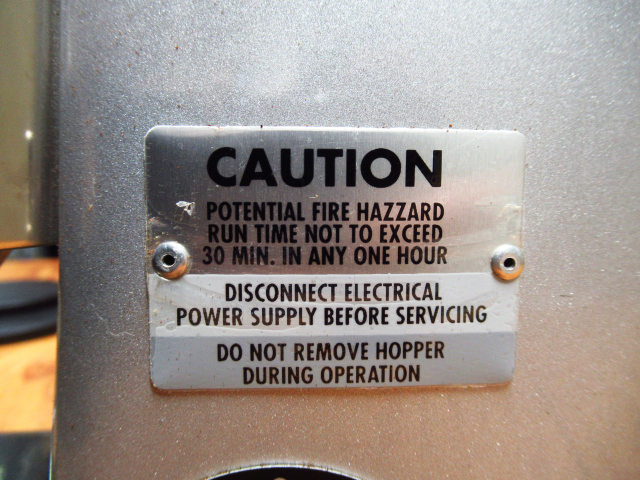 CAUTION
POTENTIAL FIRE HAZZARD
RUN TIME NOT TO EXCEED
30 MIN. IN ANY ONE HOUR
DISCONNECT ELECTRICAL
POWER SUPPLY BEFORE SERVICING
DO NOT REMOVE HOPPER
DURING OPERATION